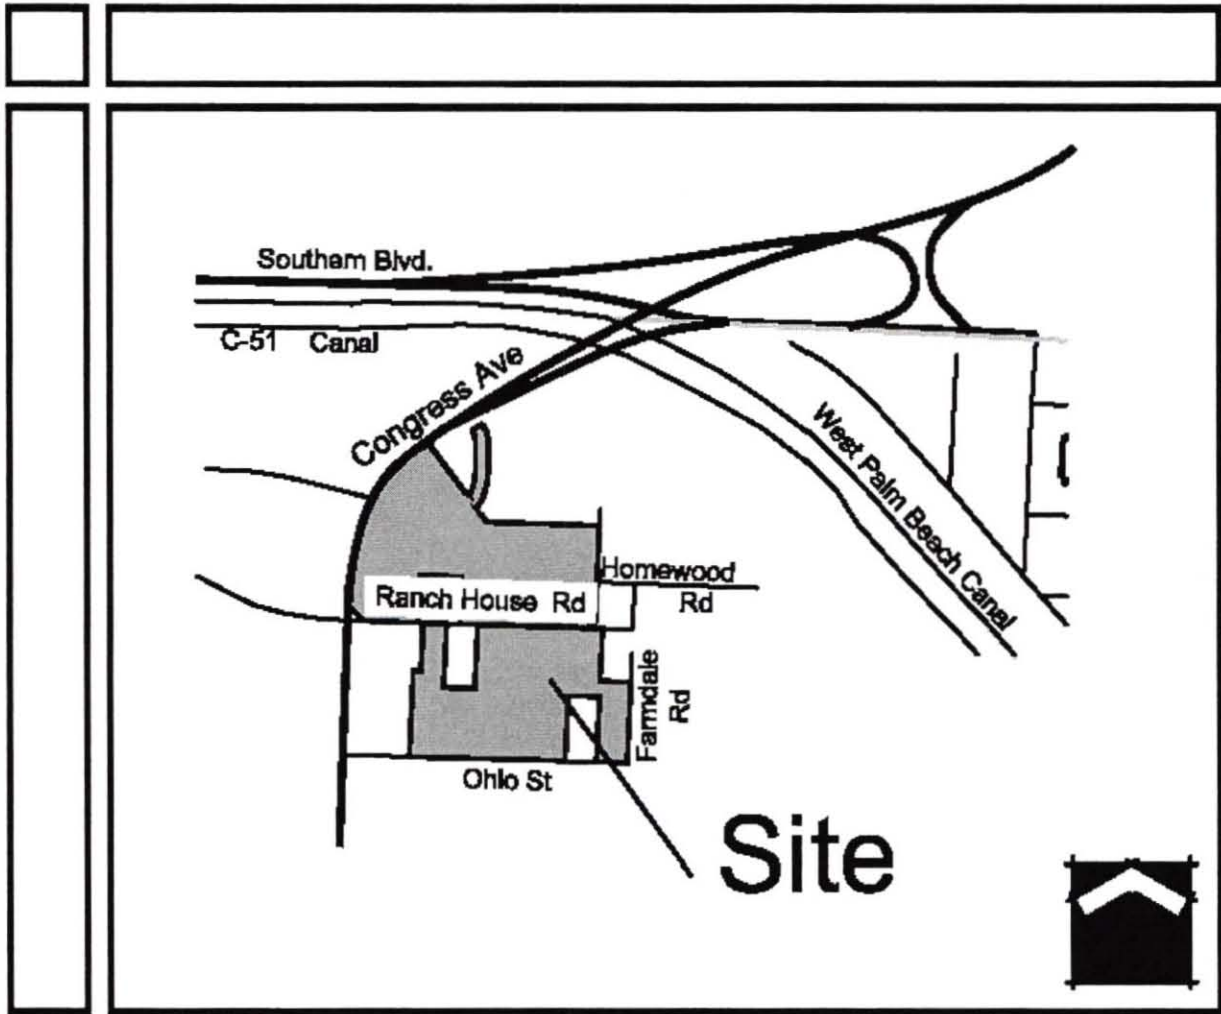 Southern Blvd.
C-51 Canal
Congress Ave
West Palm Beach Canal
Homewood
Rd
Ranch House Rd
Farmdale
Rd
Ohio St
Site